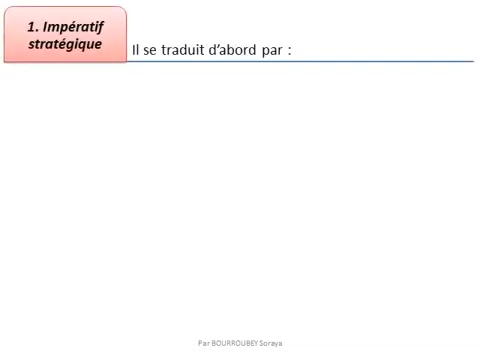 1. Impératif
stratégique
Il se traduit d’abord par :
Par BOURROUBEY Soraya